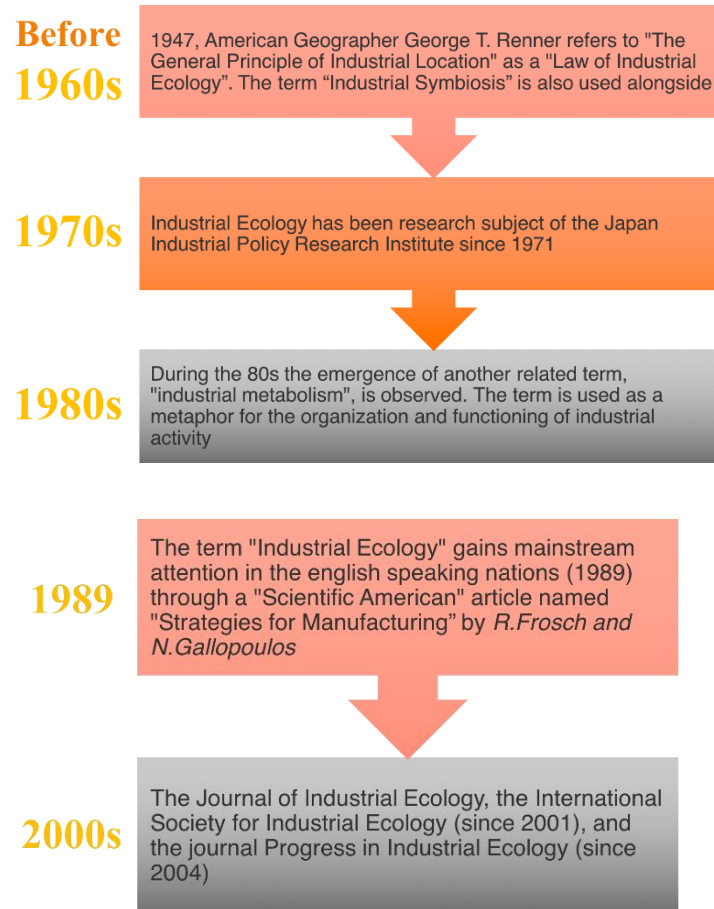 Before
1960s
1947, American Geographer George T. Renner refers to "The
General Principle of Industrial Location" as a "Law of Industrial
Ecology”. The term “Industrial Symbiosis” is also used alongside
1970s
Industrial Ecology has been research subject of the Japan
Industrial Policy Research Institute since 1971
1980s
During the 80s the emergence of another related term,
"industrial metabolism", is observed. The term is used as a
metaphor for the organization and functioning of industrial
activity
1989
The term "Industrial Ecology" gains mainstream
attention in the english speaking nations (1989)
through a "Scientific American" article named
"Strategies for Manufacturing” by R.Frosch and
N.Gallopoulos
2000s
The Journal of Industrial Ecology, the International
Society for Industrial Ecology (since 2001), and
the journal Progress in Industrial Ecology (since
2004)